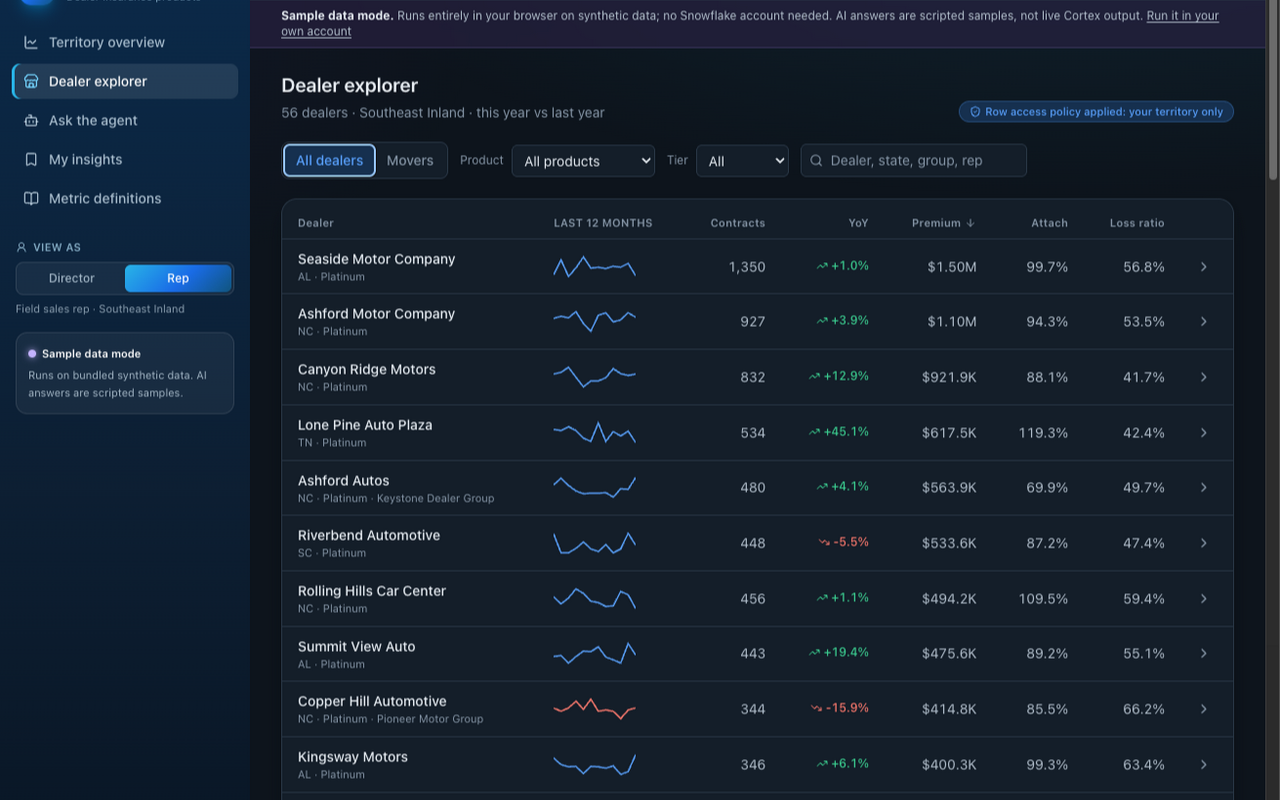 Sample data mode. Runs entirely in your browser on synthetic data; no Snowflake account needed. AI answers are scripted samples, not live Cortex output. Run it in your
own account
Territory overview
Dealer explorer
Ask the agent
My insights
Metric definitions
VIEW AS
Director Rep
Field sales rep · Southeast Inland
Sample data mode
Runs on bundled synthetic data. AI
answers are scripted samples.
Dealer explorer
56 dealers · Southeast Inland · this year vs last year
Row access policy applied: your territory only
All dealers Movers Product All products Tier All Dealer, state, group, rep
Dealer LAST 12 MONTHS Contracts YoY Premium ↓ Attach Loss ratio
Seaside Motor Company
AL · Platinum
1,350 +1.0% $1.50M 99.7% 56.8%
Ashford Motor Company
NC · Platinum
927 +3.9% $1.10M 94.3% 53.5%
Canyon Ridge Motors
NC · Platinum
832 +12.9% $921.9K 88.1% 41.7%
Lone Pine Auto Plaza
TN · Platinum
534 +45.1% $617.5K 119.3% 42.4%
Ashford Autos
NC · Platinum · Keystone Dealer Group
480 +4.1% $563.9K 69.9% 49.7%
Riverbend Automotive
SC · Platinum
448 -5.5% $533.6K 87.2% 47.4%
Rolling Hills Car Center
NC · Platinum
456 +1.1% $494.2K 109.5% 59.4%
Summit View Auto
AL · Platinum
443 +19.4% $475.6K 89.2% 55.1%
Copper Hill Automotive
NC · Platinum · Pioneer Motor Group
344 -15.9% $414.8K 85.5% 66.2%
Kingsway Motors
AL · Platinum
346 +6.1% $400.3K 99.3% 63.4%